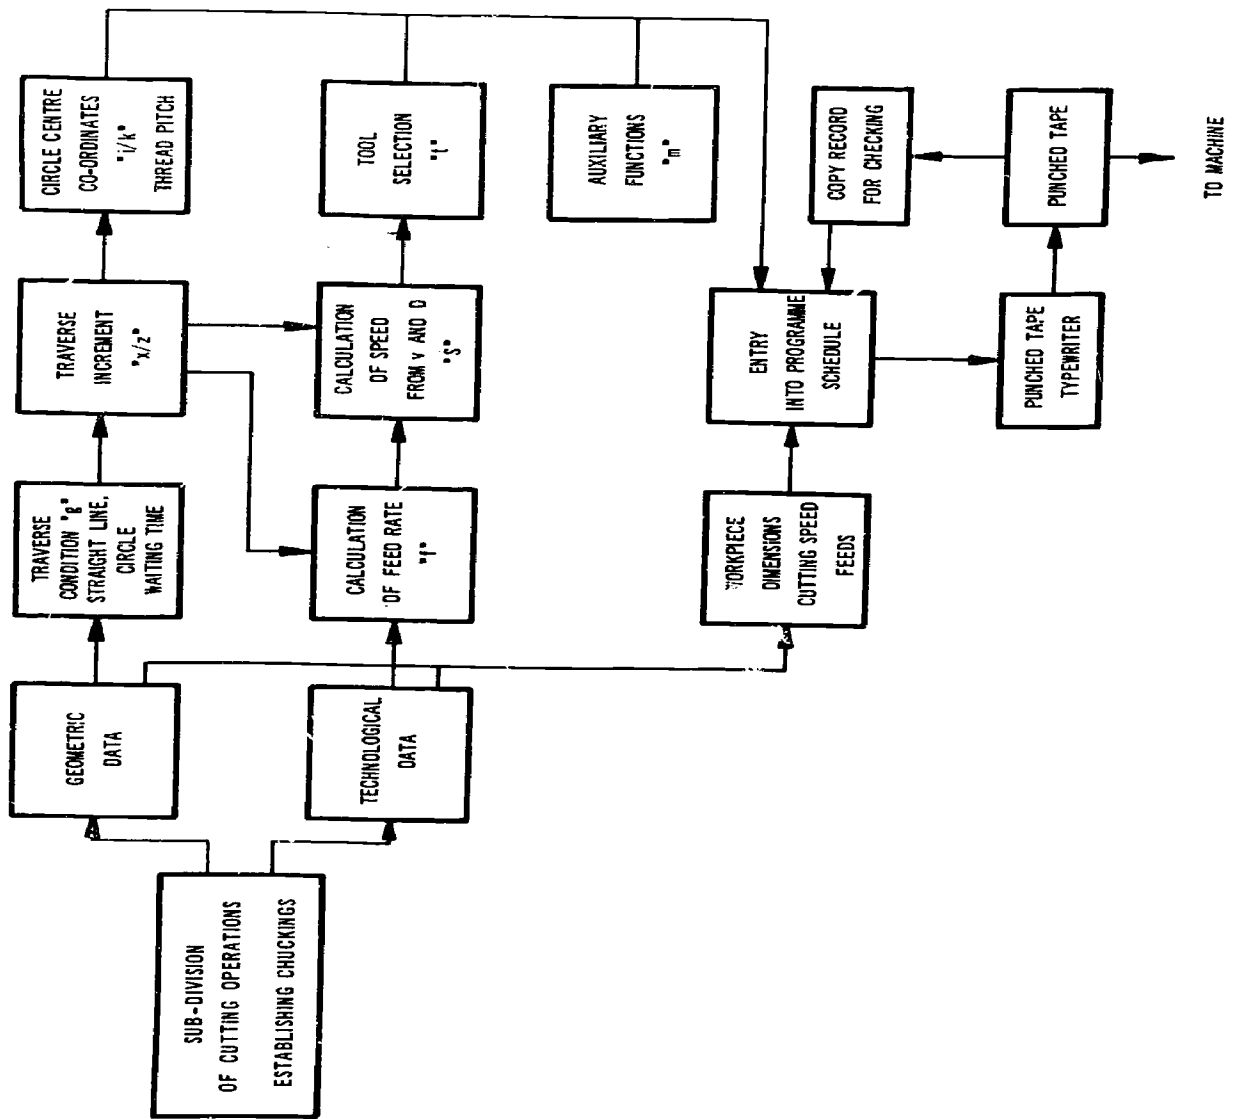 SUB-DIVISION
OF CUTTING OPERATIONS
ESTABLISHING CHUCKINGS
GEOMETRIC
DATA
TRAVERSE
CONDITION "g"
STRAIGHT LINE,
CIRCLE
WAITING TIME
TRAVERSE
INCREMENT
"x/z"
CIRCLE CENTRE
CO-ORDINATES
"i/k"
THREAD PITCH
TECHNOLOGICAL
DATA
CALCULATION
OF FEED RATE
"f"
CALCULATION
OF SPEED
FROM v AND D
"S"
TOOL
SELECTION
"t"
AUXILIARY
FUNCTIONS
"m"
WORKPIECE
DIMENSIONS
CUTTING SPEED
FEEDS
ENTRY
INTO PROGRAMME
SCHEDULE
COPY RECORD
FOR CHECKING
PUNCHED TAPE
TYPEWRITER
PUNCHED TAPE
TO MACHINE